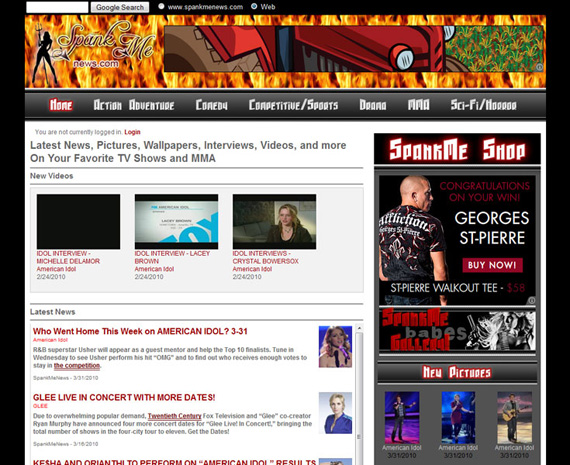 Google Search www.spankmenews.com Web
Spank Me
news.com
Home Action Adventure Comedy Competitive/Sports Drama MMA Sci-Fi/Horror
You are not currently logged in. Login
Latest News, Pictures, Wallpapers, Interviews, Videos, and more
On Your Favorite TV Shows and MMA
New Videos
IDOL INTERVIEW -
MICHELLE DELAMOR
American Idol
2/24/2010
AMERICAN IDOL
LACEY BROWN
IDOL INTERVIEW - LACEY
BROWN
American Idol
2/24/2010
IDOL INTERVIEWS -
CRYSTAL BOWERSOX
American Idol
2/24/2010
Latest News
Who Went Home This Week on AMERICAN IDOL? 3-31
American Idol
R&B superstar Usher will appear as a guest mentor and help the Top 10 finalists. Tune in
Wednesday to see Usher perform his hit “OMG” and to find out who receives enough votes to
stay in the competition.
SpankMeNews - 3/31/2010
GLEE LIVE IN CONCERT WITH MORE DATES!
GLEE
Due to overwhelming popular demand, Twentieth Century Fox Television and “Glee” co-creator
Ryan Murphy have announced four more concert dates for “Glee Live! In Concert!,” bringing the
total number of shows in the four-city tour to eleven. Get the Dates!
SpankMeNews - 3/16/2010
KESHA AND ORIANTHI TO PERFORM ON “AMERICAN IDOL” RESULTS
SpankMe Shop
CONGRATULATIONS
ON YOUR WIN!
Affliction
GEORGES
ST-PIERRE
BUY NOW!
ST-PIERRE WALKOUT TEE - $58
SpankMe
babes
Gallery!
New Pictures
American Idol
3/31/2010
American Idol
3/31/2010
American Idol
3/31/2010